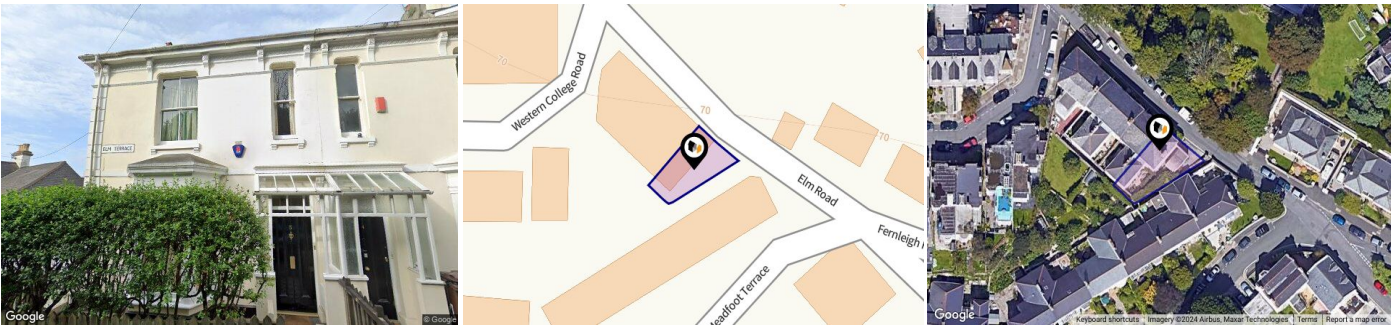 ELM TERRACE
Google
© Google
70
70
70
Western College Road
Elm Road
Fernleigh
eadfoot Terrace
Google
Keyboard shortcuts
Imagery ©2024 Airbus, Maxar Technologies
Terms
Report a map error